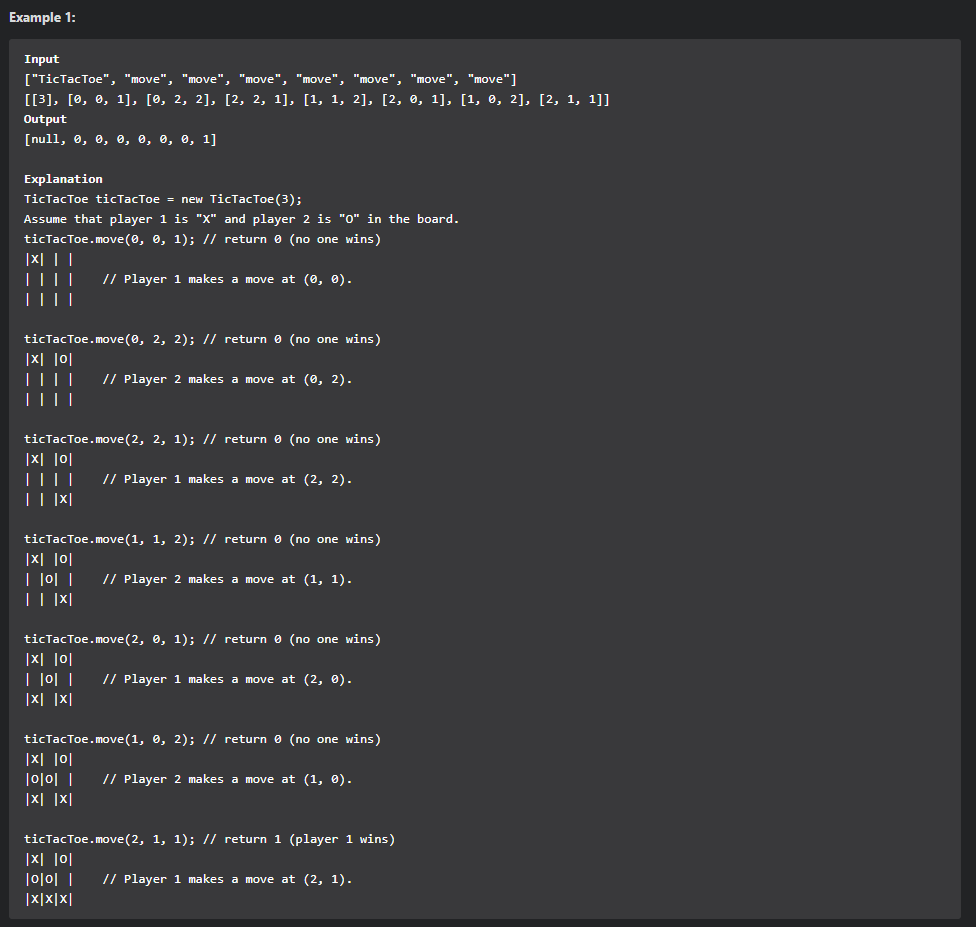 Example 1:
Input
["TicTacToe", "move", "move", "move", "move", "move", "move", "move"]
[[3], [0, 0, 1], [0, 2, 2], [2, 2, 1], [1, 1, 2], [2, 0, 1], [1, 0, 2], [2, 1, 1]]
Output
[null, 0, 0, 0, 0, 0, 0, 1]
Explanation
TicTacToe ticTacToe = new TicTacToe(3);
Assume that player 1 is "X" and player 2 is "O" in the board.
ticTacToe.move(0, 0, 1); // return 0 (no one wins)
|X| | |
| | | |    // Player 1 makes a move at (0, 0).
| | | |
ticTacToe.move(0, 2, 2); // return 0 (no one wins)
|X| |O|
| | | |    // Player 2 makes a move at (0, 2).
| | | |
ticTacToe.move(2, 2, 1); // return 0 (no one wins)
|X| |O|
| | | |    // Player 1 makes a move at (2, 2).
| | |X|
ticTacToe.move(1, 1, 2); // return 0 (no one wins)
|X| |O|
| |O| |    // Player 2 makes a move at (1, 1).
| | |X|
ticTacToe.move(2, 0, 1); // return 0 (no one wins)
|X| |O|
| |O| |    // Player 1 makes a move at (2, 0).
|X| |X|
ticTacToe.move(1, 0, 2); // return 0 (no one wins)
|X| |O|
|O|O| |    // Player 2 makes a move at (1, 0).
|X| |X|
ticTacToe.move(2, 1, 1); // return 1 (player 1 wins)
|X| |O|
|O|O| |    // Player 1 makes a move at (2, 1).
|X|X|X|